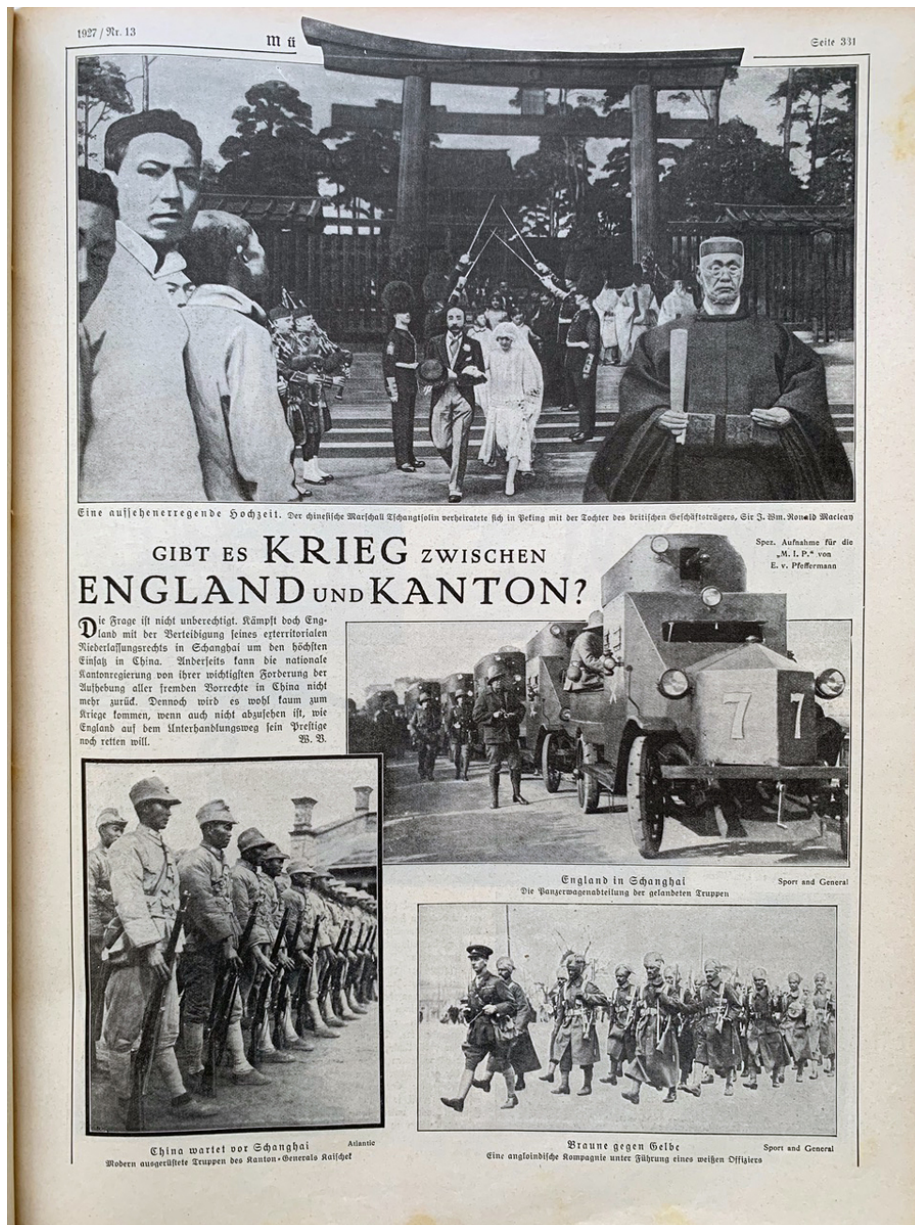 1927 / Nr. 13
M ü
Seite 331
Eine aufsehenerregende Hochzeit. Der chinesische Marschall Tschangtsolin verheiratete sich in Peking mit der Tochter des britischen Geschäftsträgers, Sir J. Wm. Ronald Macleay
Spez. Aufnahme für die
„M. I. P.“ von
E. v. Pfeffermann
GIBT ES KRIEG ZWISCHEN
ENGLAND UND KANTON?
Die Frage ist nicht unberechtigt. Kämpft doch Eng-
land mit der Verteidigung seines exterritorialen
Niederlassungsrechts in Schanghai um den höchsten
Einsatz in China. Anderseits kann die nationale
Kantonregierung von ihrer wichtigsten Forderung der
Aufhebung aller fremden Vorrechte in China nicht
mehr zurück. Dennoch wird es wohl kaum zum
Kriege kommen, wenn auch nicht abzusehen ist, wie
England auf dem Unterhandlungsweg sein Prestige
noch retten will. W. B.
7 7
England in Schanghai
Sport and General
Die Panzerwagenabteilung der gelandeten Truppen
China wartet vor Schanghai
Atlantic
Modern ausgerüstete Truppen des Kanton-Generals Kaischek
Braune gegen Gelbe
Sport and General
Eine angloindische Kompagnie unter Führung eines weißen Offiziers